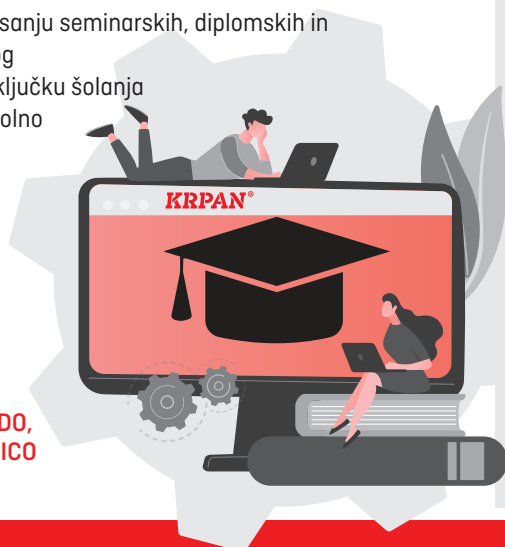 sanju seminarskih, diplomskih in
g
ključku šolanja
olno
KRPAN®
DO,
ICO